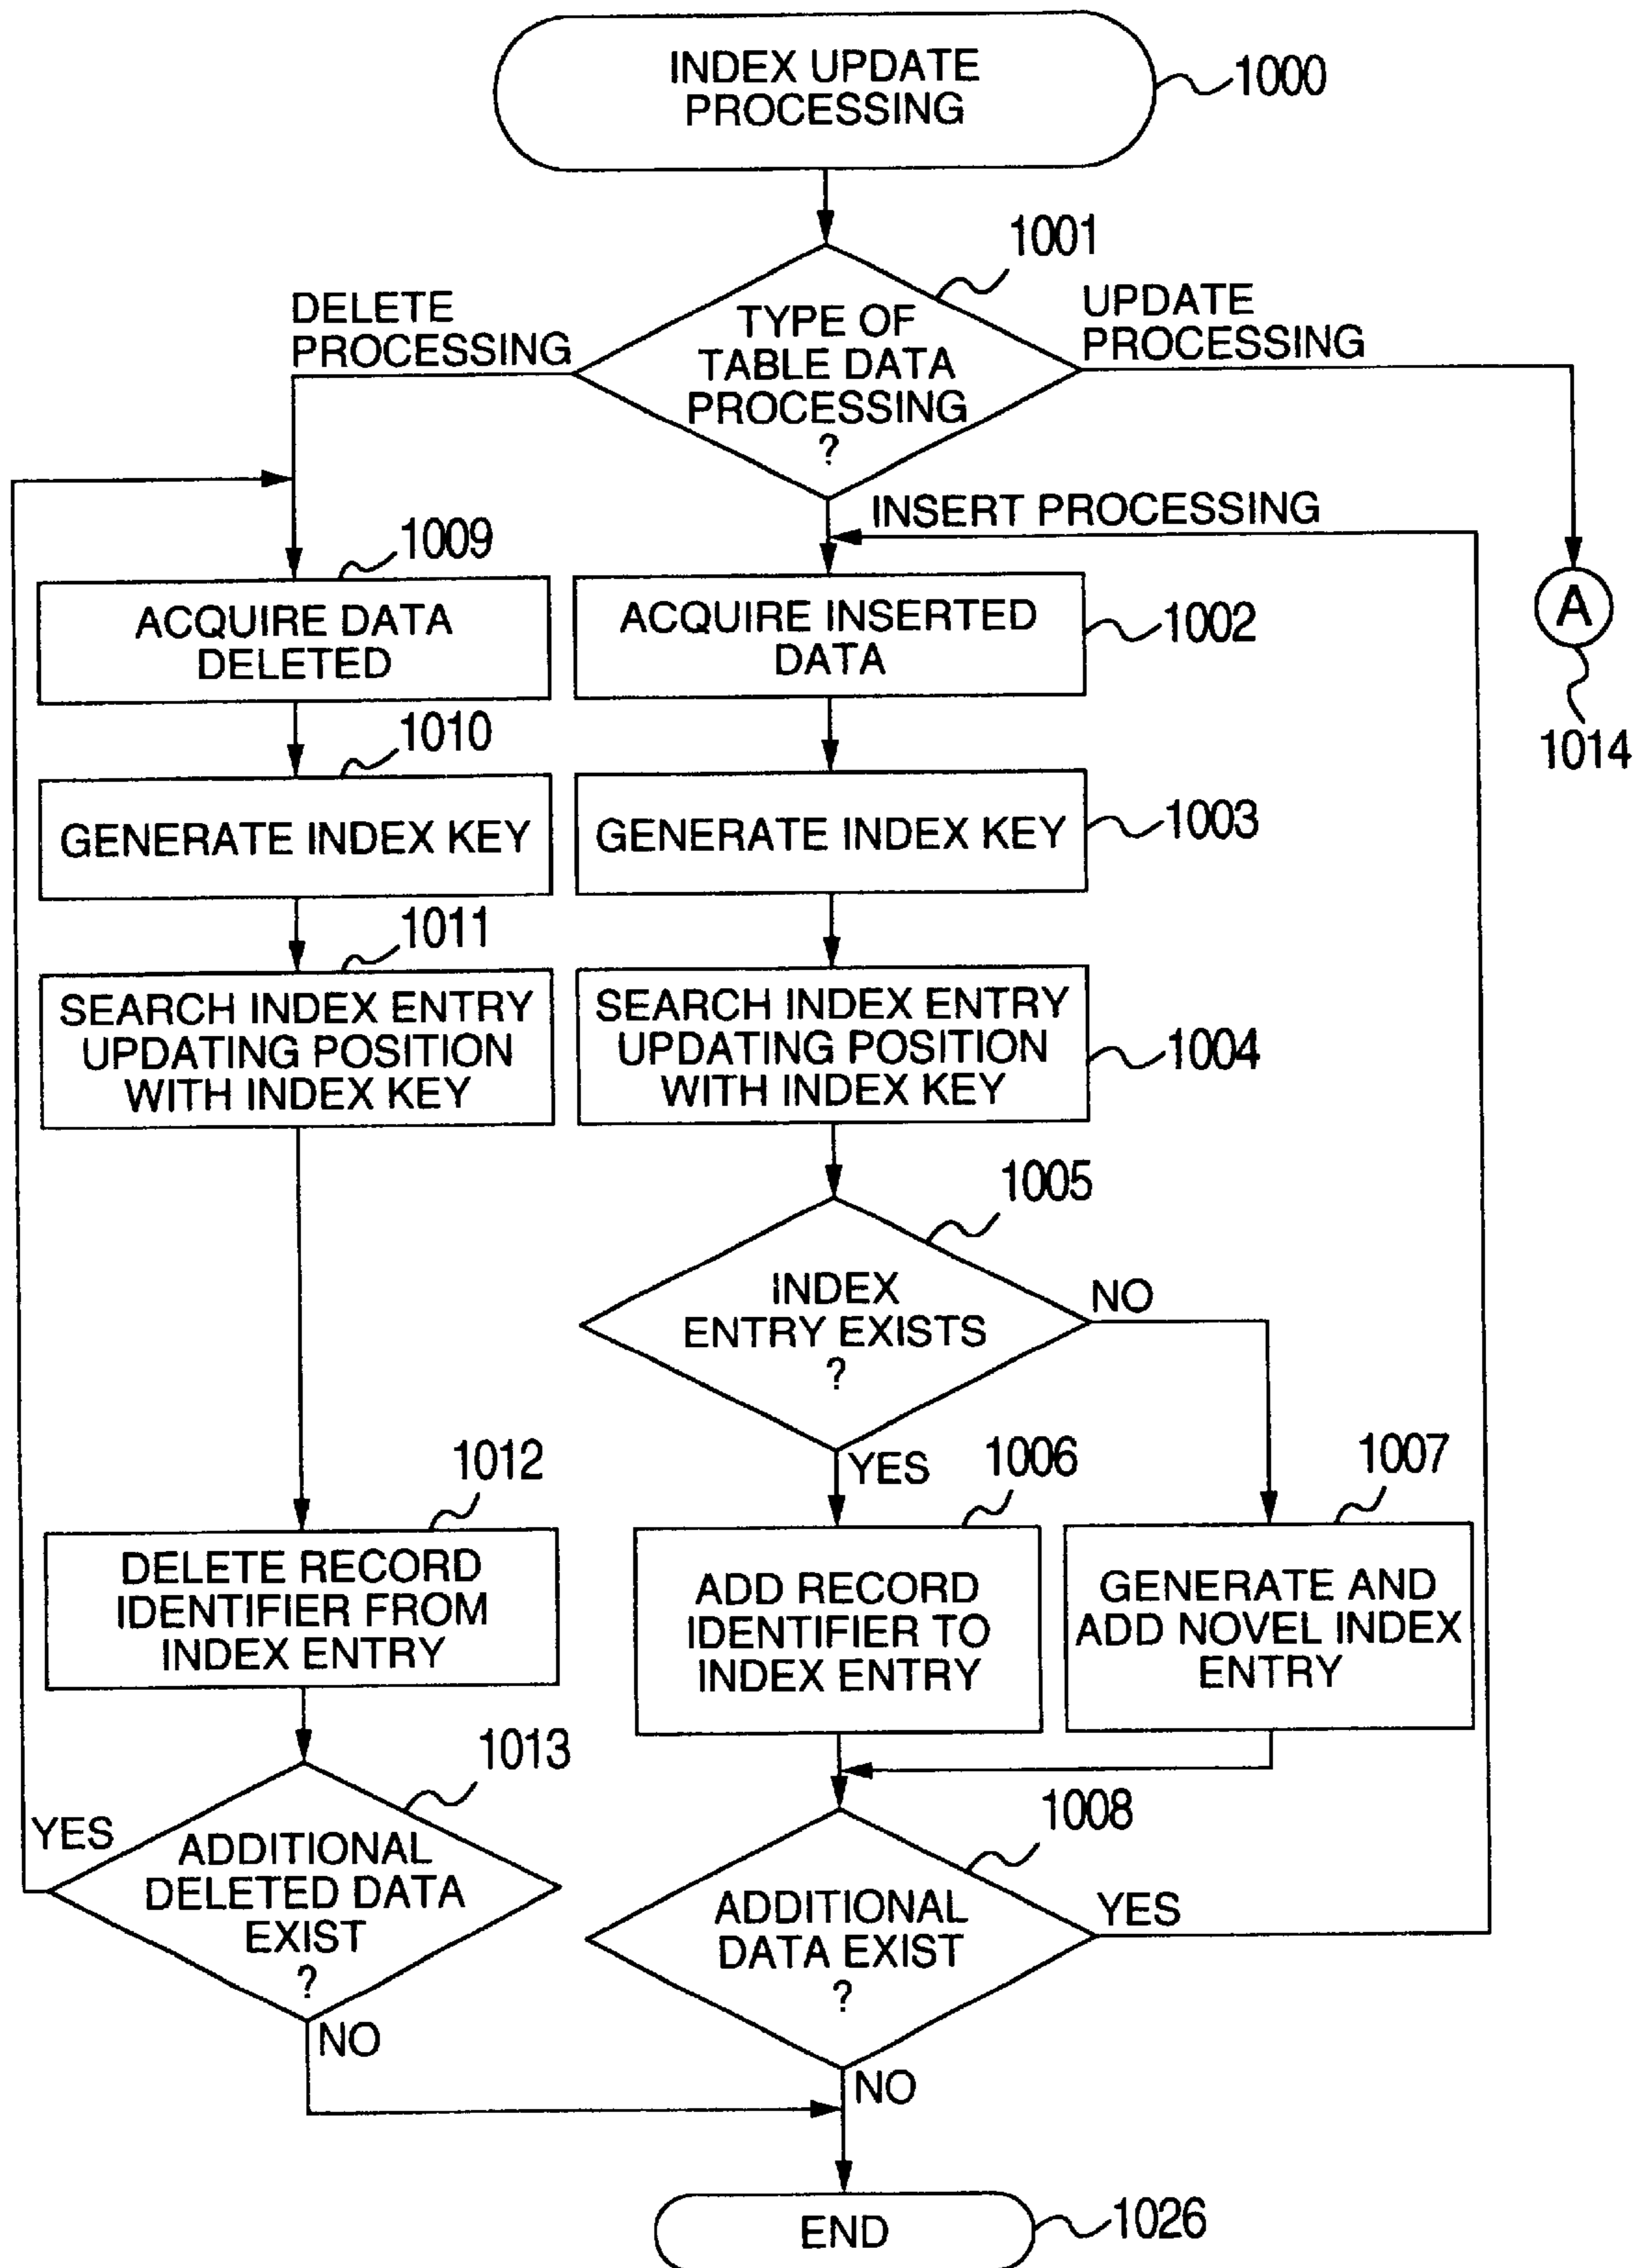 INDEX UPDATE
PROCESSING
1000
1001
DELETE
PROCESSING
TYPE OF
TABLE DATA
PROCESSING
?
UPDATE
PROCESSING
INSERT PROCESSING
1009
ACQUIRE DATA
DELETED
ACQUIRE INSERTED
DATA
1002
A
1014
1010
GENERATE INDEX KEY
GENERATE INDEX KEY
1003
1011
SEARCH INDEX ENTRY
UPDATING POSITION
WITH INDEX KEY
SEARCH INDEX ENTRY
UPDATING POSITION
WITH INDEX KEY
1004
1005
INDEX
ENTRY EXISTS
?
NO
YES
1012
DELETE RECORD
IDENTIFIER FROM
INDEX ENTRY
1006
ADD RECORD
IDENTIFIER TO
INDEX ENTRY
1007
GENERATE AND
ADD NOVEL INDEX
ENTRY
1013
YES
ADDITIONAL
DELETED DATA
EXIST
?
NO
1008
ADDITIONAL
DATA EXIST
?
YES
NO
END
1026